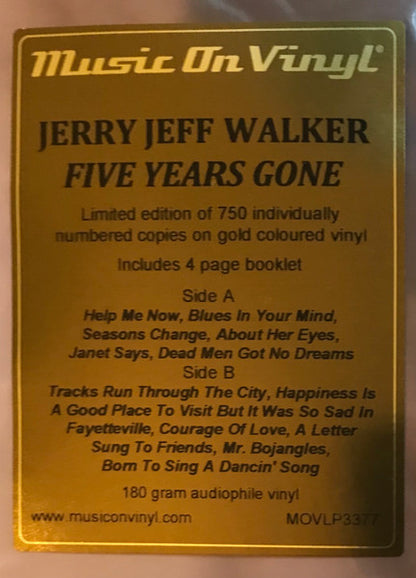 Music On Vinyl®
JERRY JEFF WALKER
FIVE YEARS GONE
Limited edition of 750 individually
numbered copies on gold coloured vinyl
Includes 4 page booklet
Side A
Help Me Now, Blues In Your Mind,
Seasons Change, About Her Eyes,
Janet Says, Dead Men Got No Dreams
Side B
Tracks Run Through The City, Happiness Is
A Good Place To Visit But It Was So Sad In
Fayetteville, Courage Of Love, A Letter
Sung To Friends, Mr. Bojangles,
Born To Sing A Dancin' Song
180 gram audiophile vinyl
www.musiconvinyl.com MOVLP3377